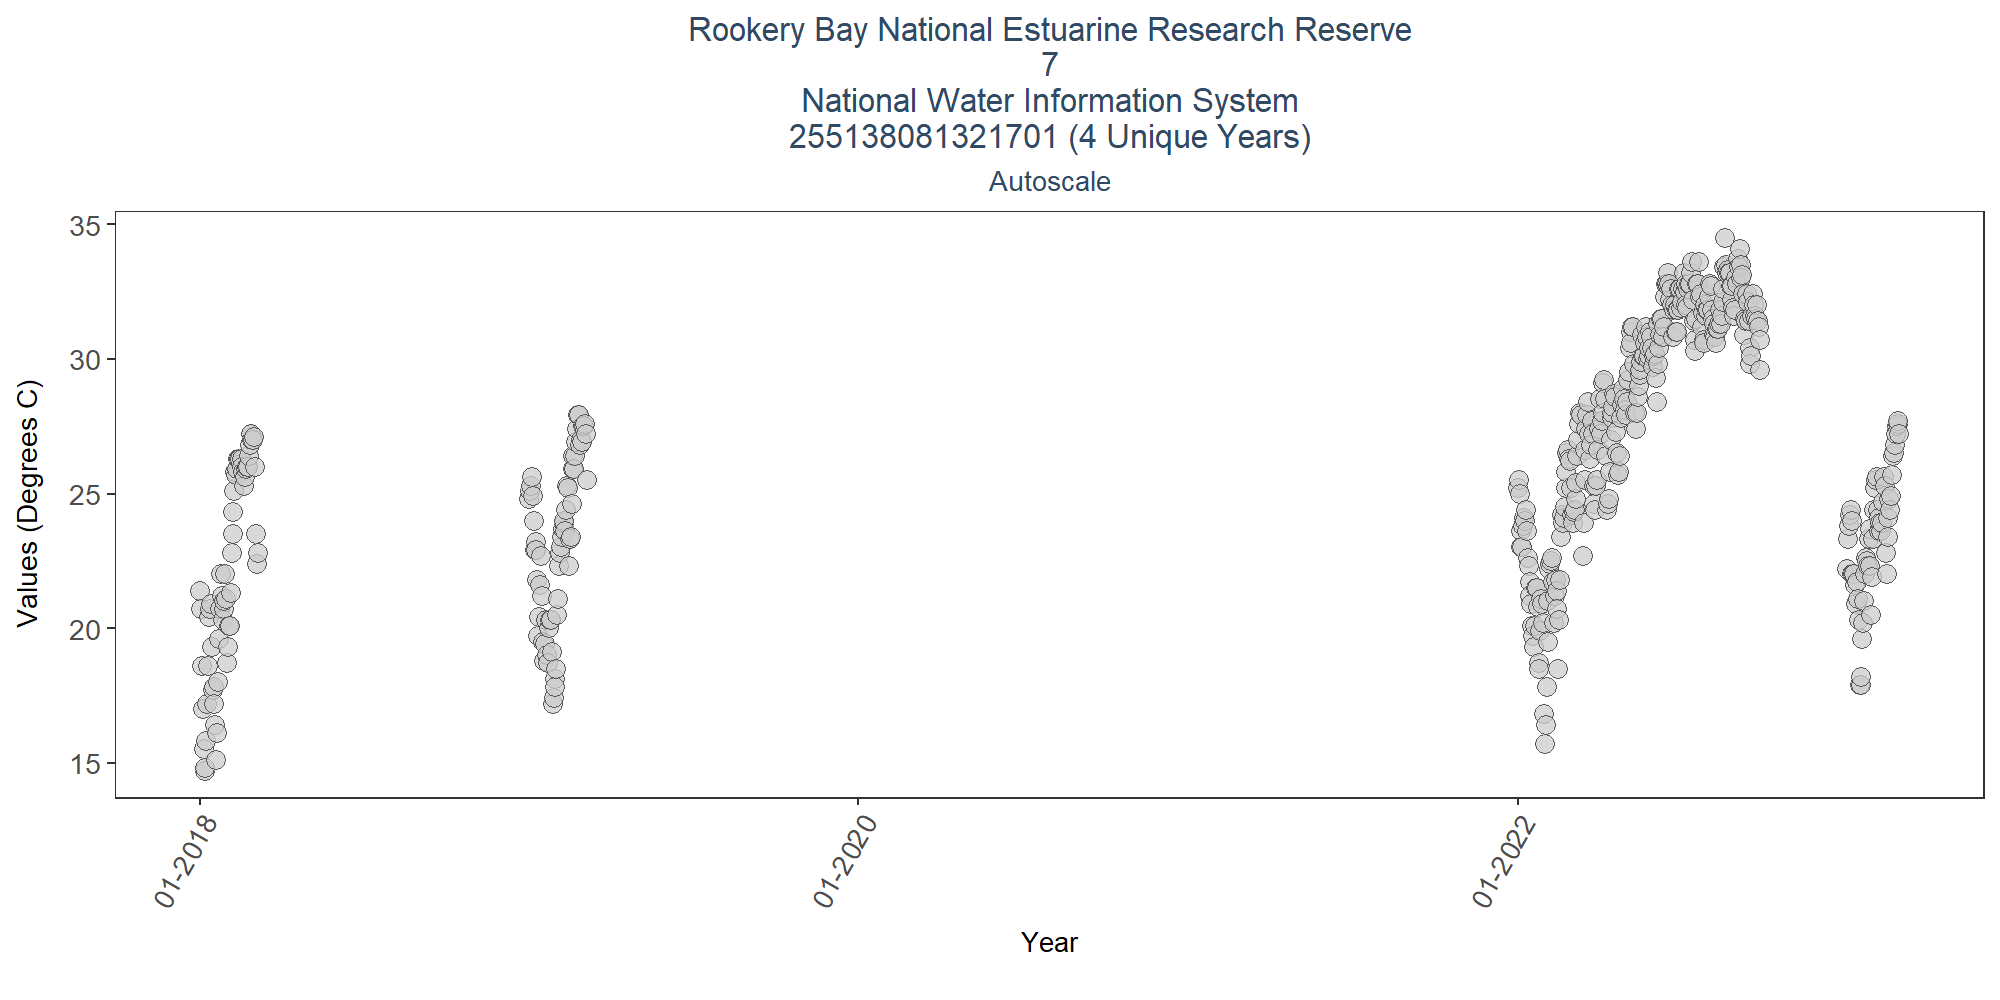 Rookery Bay National Estuarine Research Reserve
7
National Water Information System
255138081321701 (4 Unique Years)
Autoscale
Values (Degrees C)
35
30
25
20
15
01-2018
01-2020
01-2022
Year